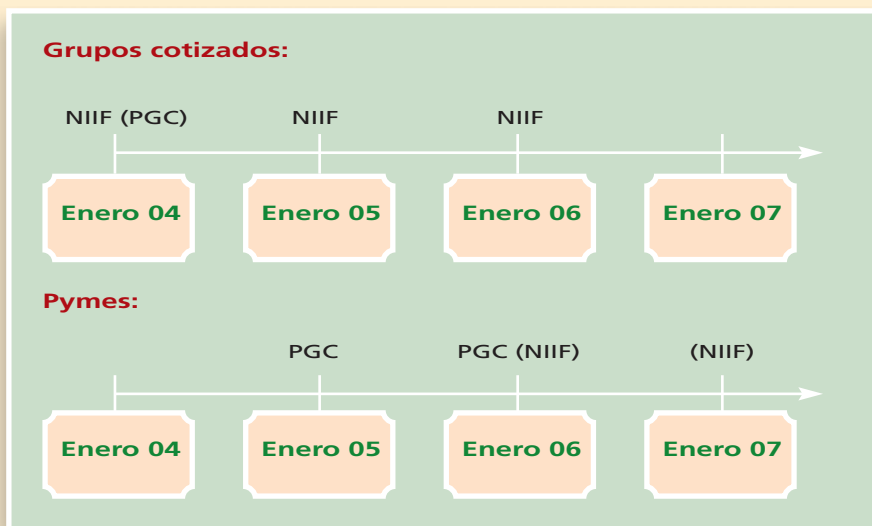 Grupos cotizados:
NIIF (PGC) NIIF NIIF
Enero 04 Enero 05 Enero 06 Enero 07
Pymes:
PGC PGC (NIIF) (NIIF)
Enero 04 Enero 05 Enero 06 Enero 07